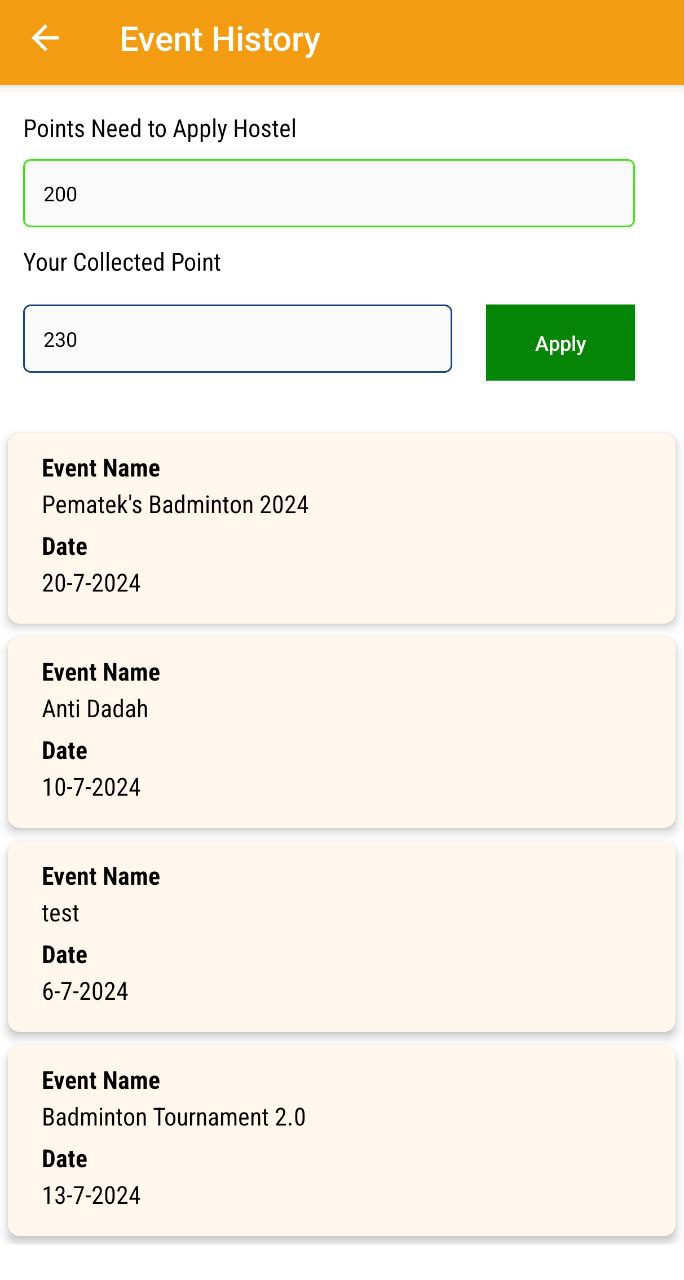 Event History
Points Need to Apply Hostel
200
Your Collected Point
230
Apply
Event Name
Pematek's Badminton 2024
Date
20-7-2024
Event Name
Anti Dadah
Date
10-7-2024
Event Name
test
Date
6-7-2024
Event Name
Badminton Tournament 2.0
Date
13-7-2024